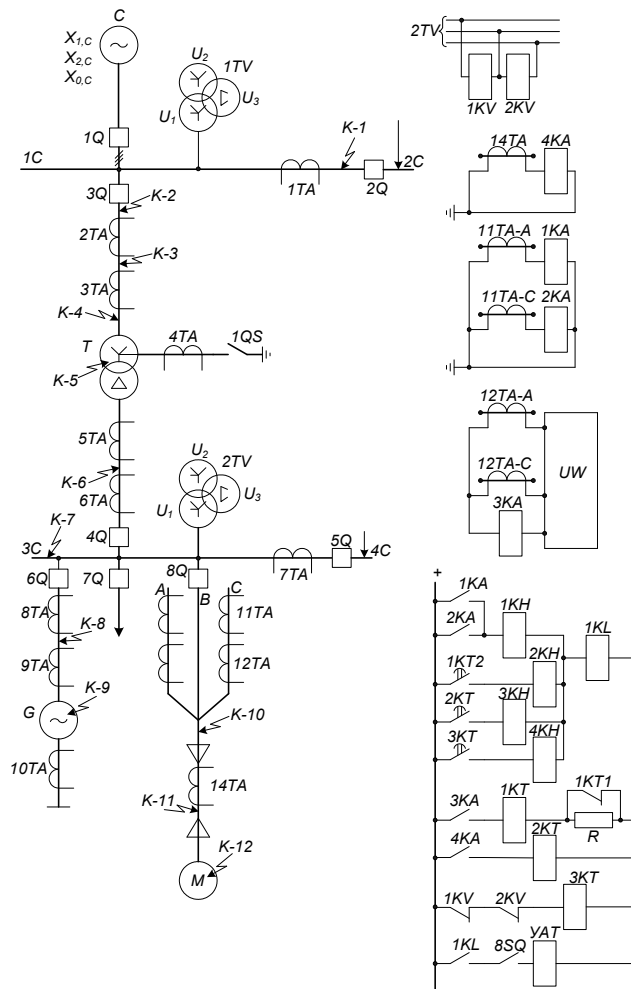 C
X1,C
X2,C
X0,C
1Q
U2
1TV
U3
U1
K-1
1C
1TA
2Q
2C
3Q
K-2
2TA
K-3
3TA
K-4
T
4TA
1QS
K-5
5TA
K-6
6TA
U2
2TV
U3
U1
K-7
4Q
3C
7TA
5Q
4C
6Q
7Q
8Q
A
B
C
8TA
11TA
K-8
9TA
12TA
G
K-9
K-10
10TA
14TA
K-11
K-12
M
2TV
1KV
2KV
14TA
4KA
11TA-A
1KA
11TA-C
2KA
12TA-A
12TA-C
UW
3KA
+
1KA
1KH
1KL
2KA
2KH
1KT2
3KH
2KT
4KH
3KT
1KT
1KT1
3KA
R
2KT
4KA
3KT
1KV
2KV
УАТ
1KL
8SQ